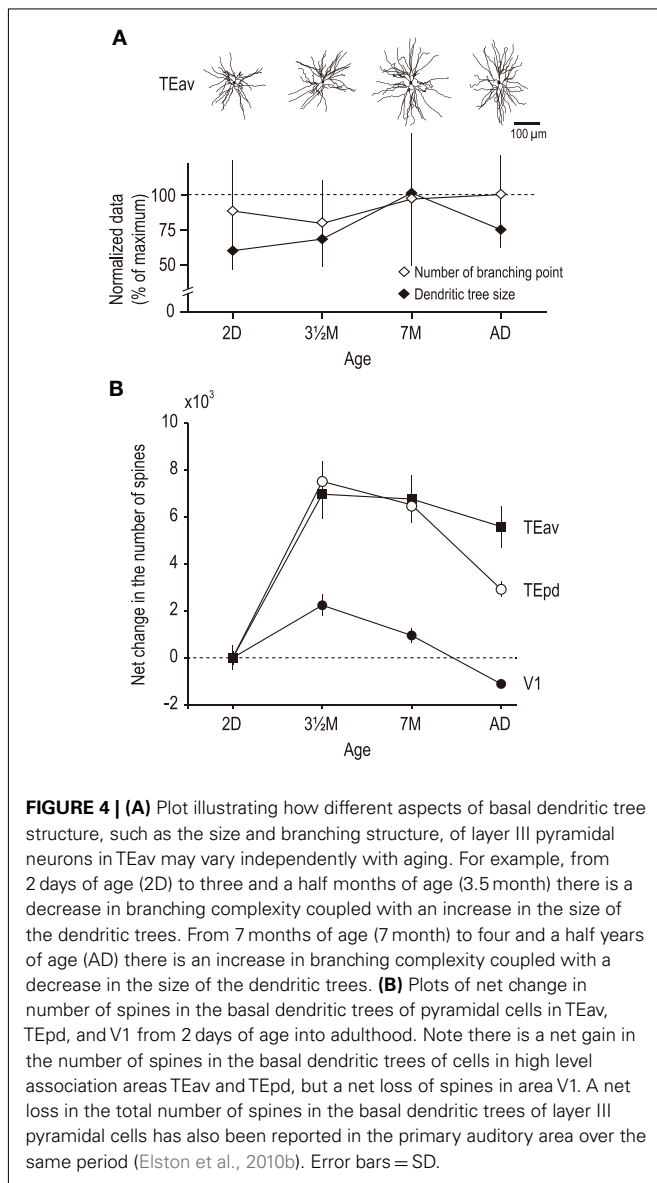 A
TEav
100 µm
Normalized data
(% of maximum)
100
75
50
0
Number of branching point
Dendritic tree size
2D
3½M
7M
AD
Age
B
x10³
Net change in the number of spines
10
8
6
4
2
0
-2
TEav
TEpd
V1
2D
3½M
7M
AD
Age
FIGURE 4 | (A) Plot illustrating how different aspects of basal dendritic tree
structure, such as the size and branching structure, of layer III pyramidal
neurons in TEav may vary independently with aging. For example, from
2 days of age (2D) to three and a half months of age (3.5 month) there is a
decrease in branching complexity coupled with an increase in the size of
the dendritic trees. From 7 months of age (7 month) to four and a half years
of age (AD) there is an increase in branching complexity coupled with a
decrease in the size of the dendritic trees. (B) Plots of net change in
number of spines in the basal dendritic trees of pyramidal cells in TEav,
TEpd, and V1 from 2 days of age into adulthood. Note there is a net gain in
the number of spines in the basal dendritic trees of cells in high level
association areas TEav and TEpd, but a net loss of spines in area V1. A net
loss in the total number of spines in the basal dendritic trees of layer III
pyramidal cells has also been reported in the primary auditory area over the
same period (Elston et al., 2010b). Error bars = SD.